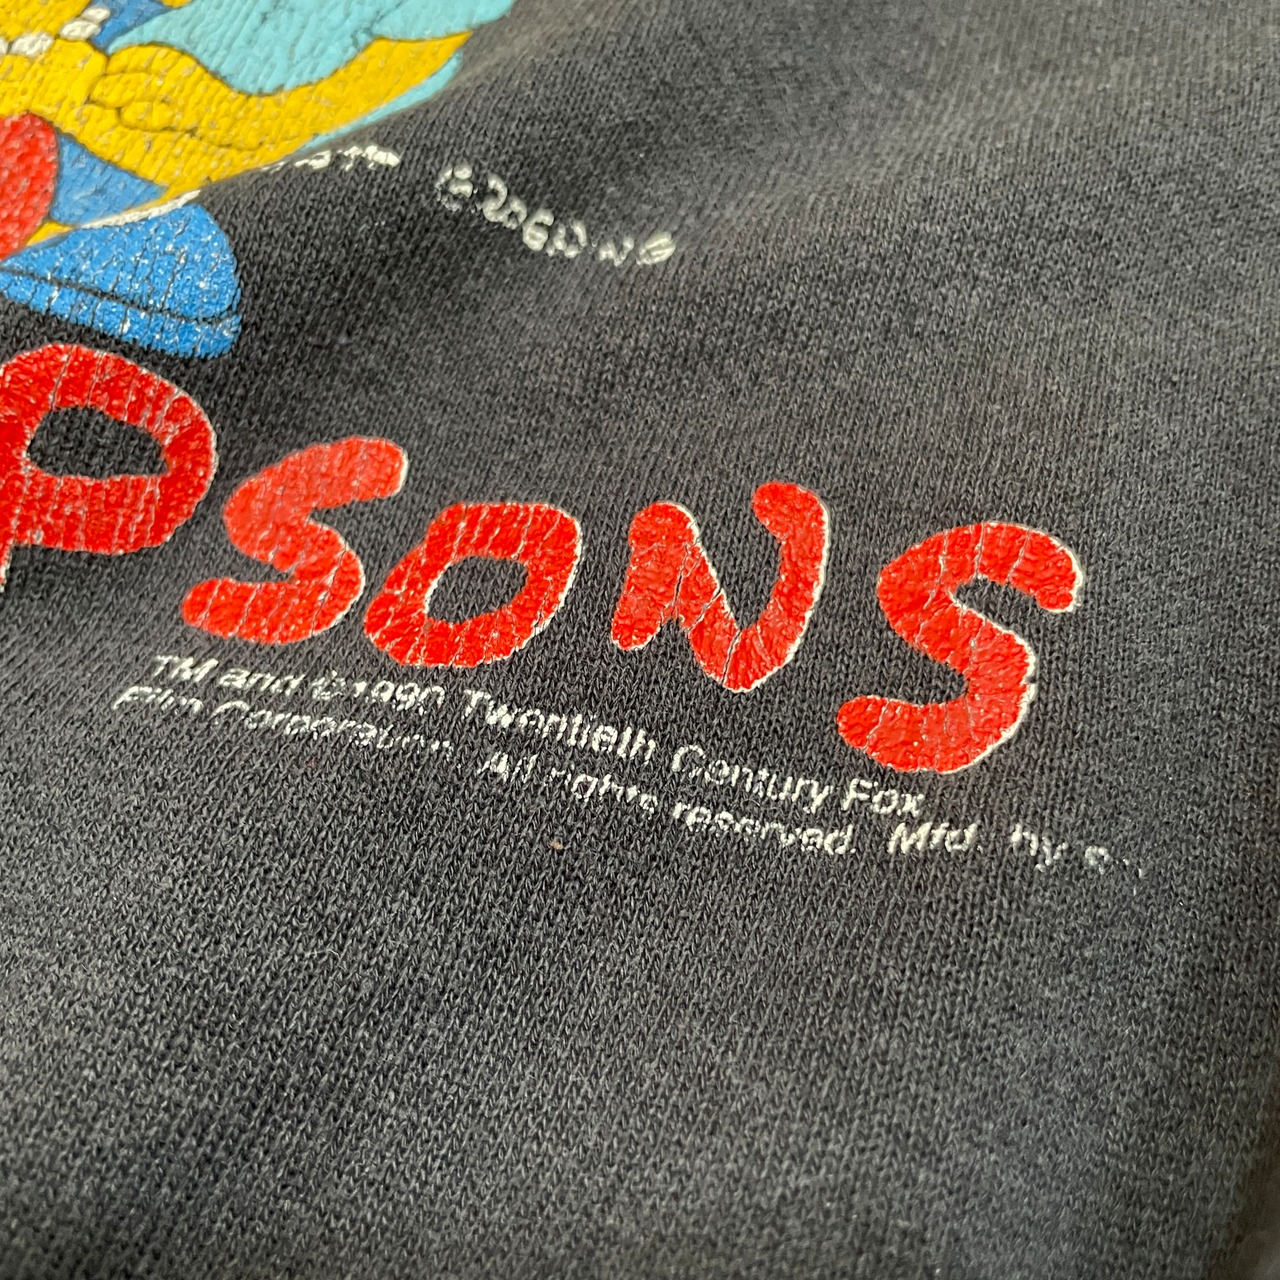 PSONS
TM and ©1990 Twentieth Century Fox
Film Corporation. All rights reserved. Mfd. by